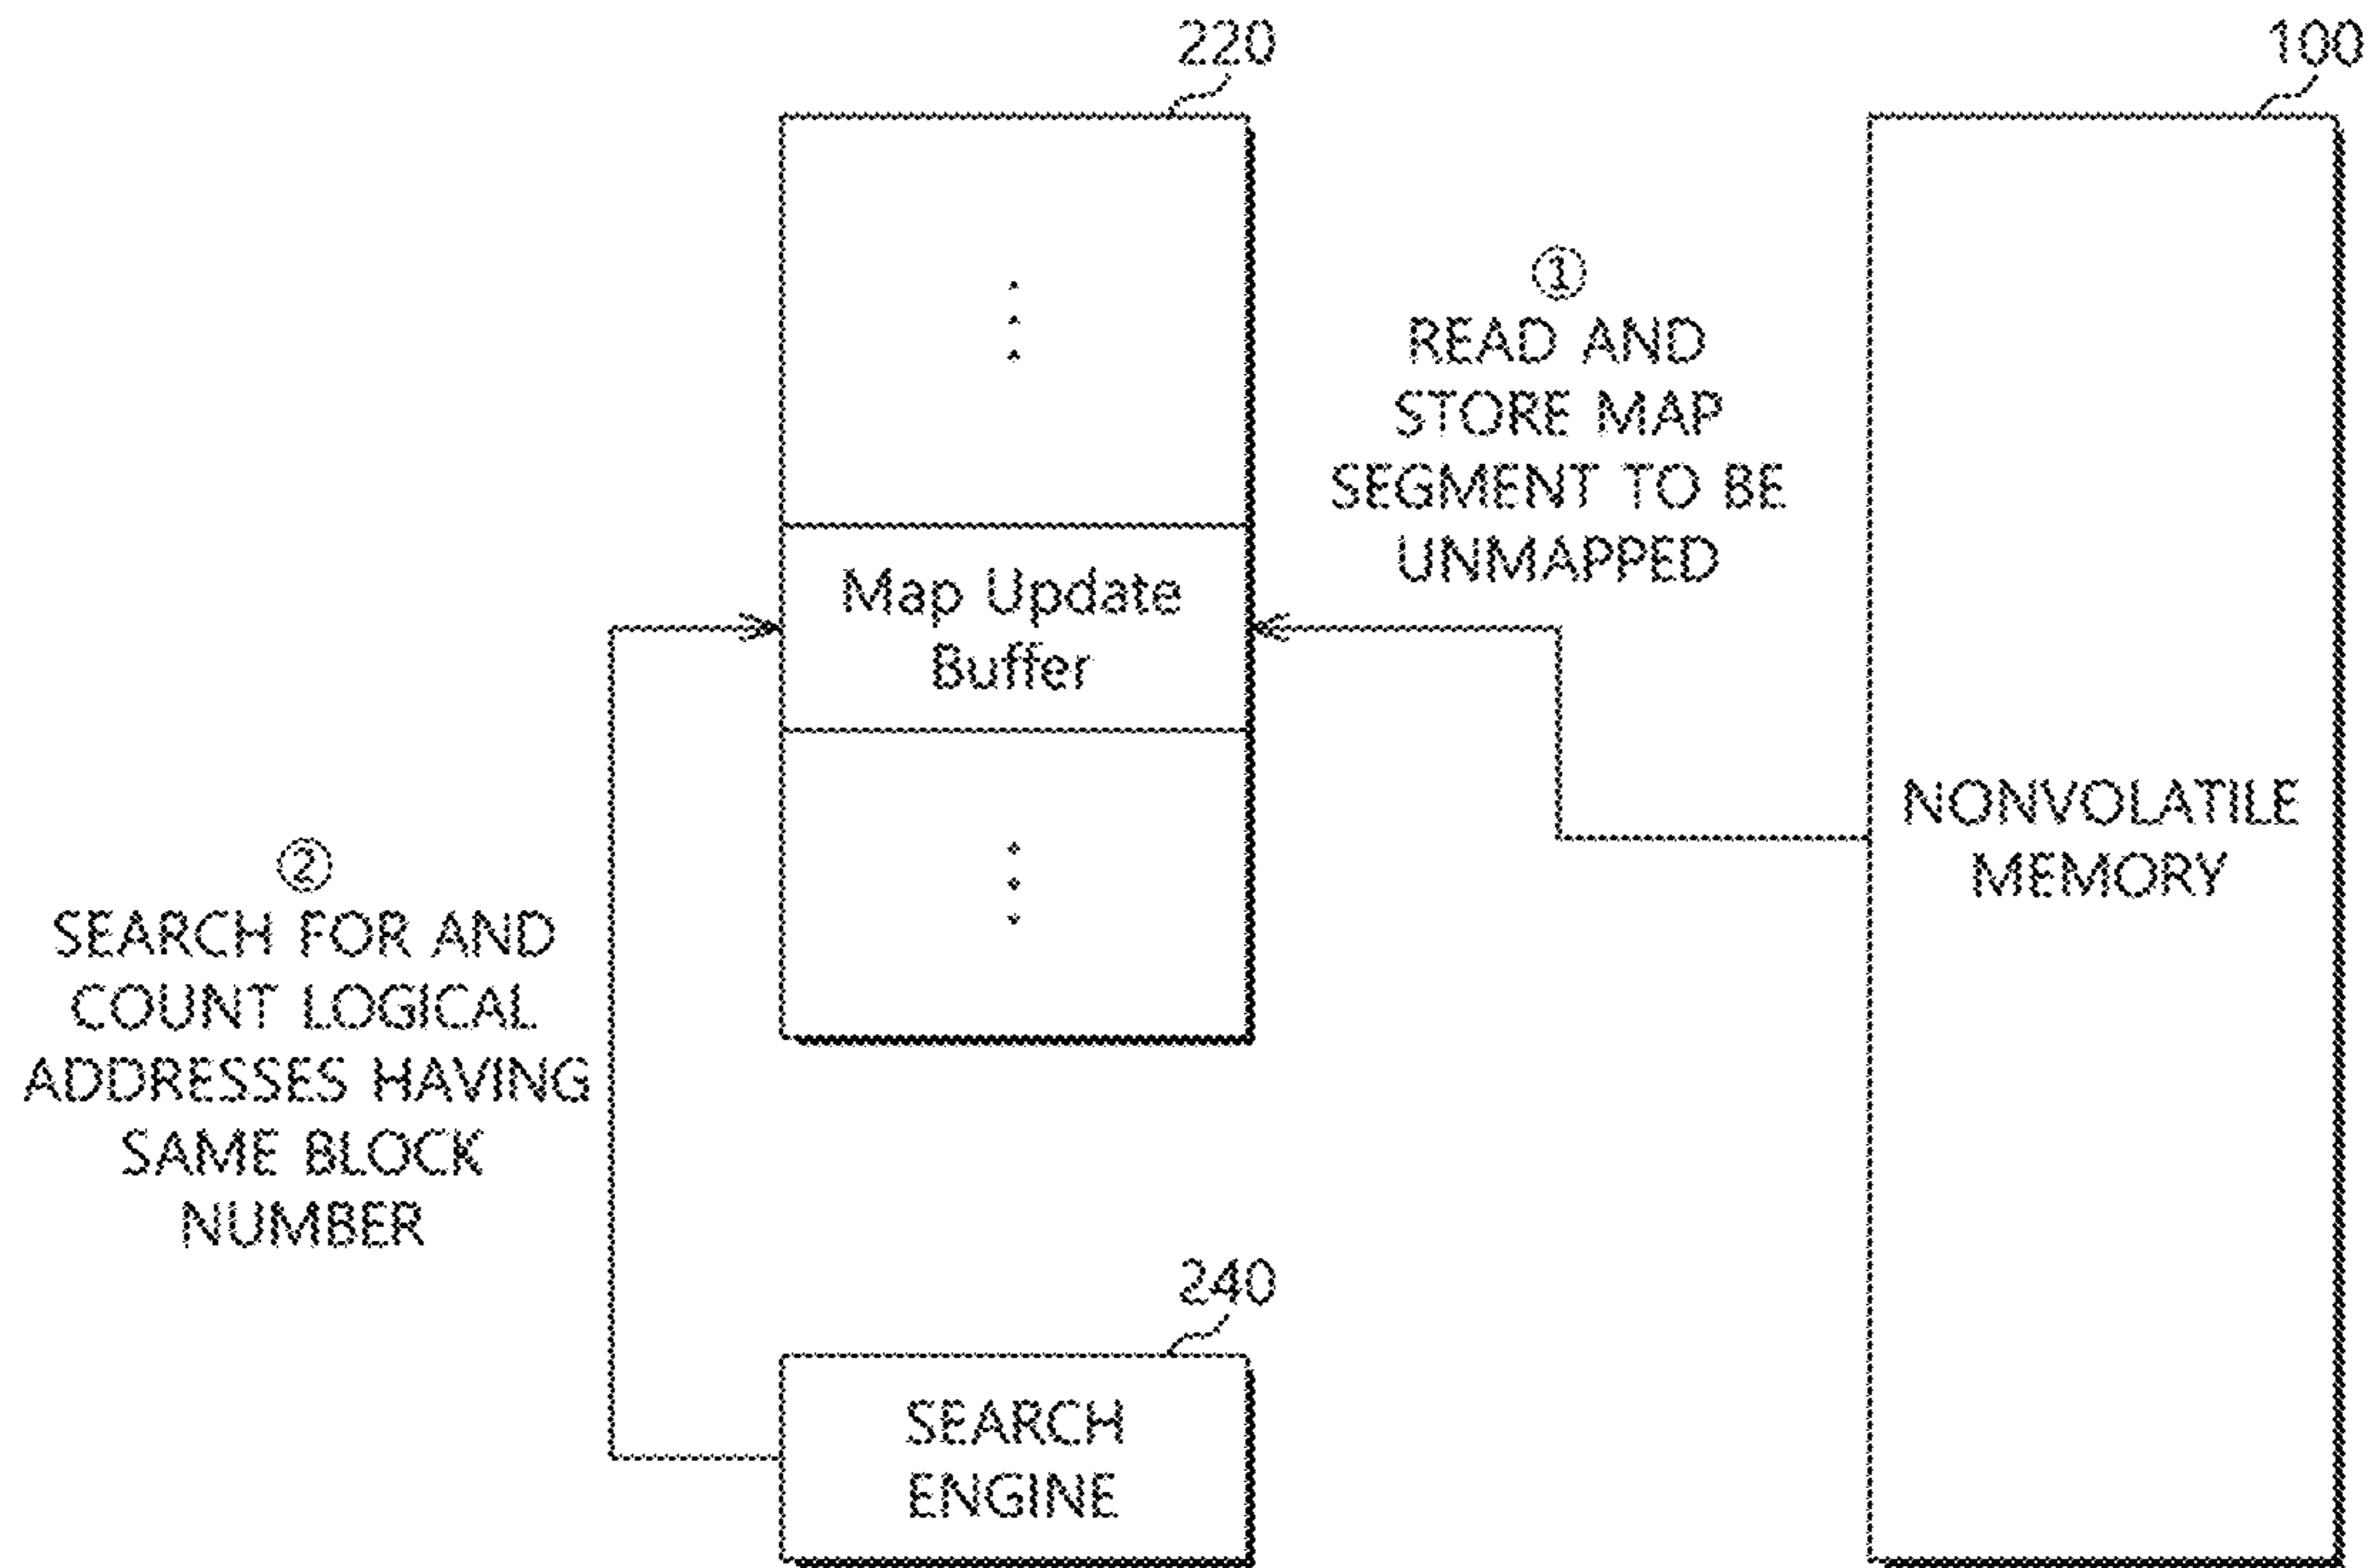 220
100
①
READ AND
STORE MAP
SEGMENT TO BE
UNMAPPED
Map Update
Buffer
NONVOLATILE
MEMORY
②
SEARCH FOR AND
COUNT LOGICAL
ADDRESSES HAVING
SAME BLOCK
NUMBER
240
SEARCH
ENGINE